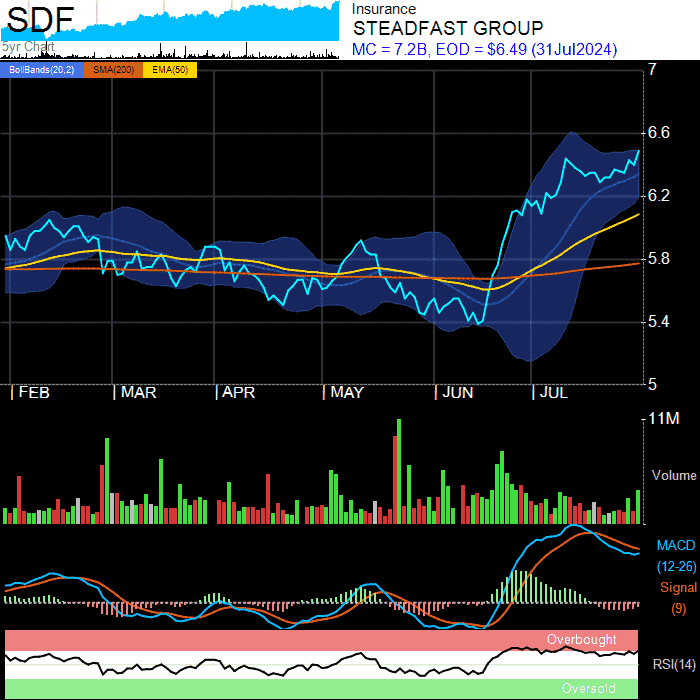 SDF
5yr Chart
Insurance
STEADFAST GROUP
MC = 7.2B, EOD = $6.49 (31Jul2024)
BollBands(20,2) SMA(200) EMA(50)
7
6.6
6.2
5.8
5.4
5
FEB MAR APR MAY JUN JUL
11M
Volume
MACD
(12-26)
Signal
(9)
Overbought
RSI(14)
Oversold